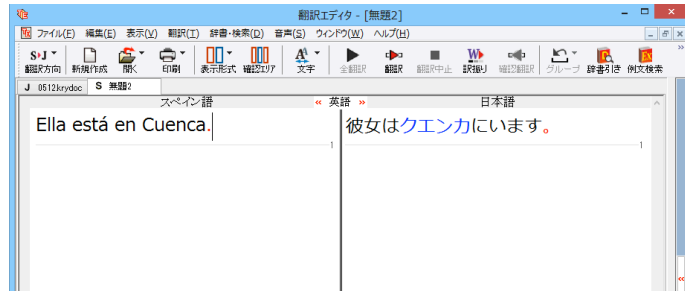 翻訳エディタ - [無題2]
ファイル(F) 編集(E) 表示(V) 翻訳(T) 辞書・検索(D) 音声(S) ウィンドウ(W) ヘルプ(H)
S›J A W EX
翻訳方向 新規作成 開く 印刷 表示形式 確認エリア 文字 全翻訳 翻訳 翻訳中止 訳振り 確認翻訳 グループ 辞書引き 例文検索
J 0512krydoc S 無題2
スペイン語 « 英語 » 日本語
Ella está en Cuenca. 彼女はクエンカにいます。
1 1